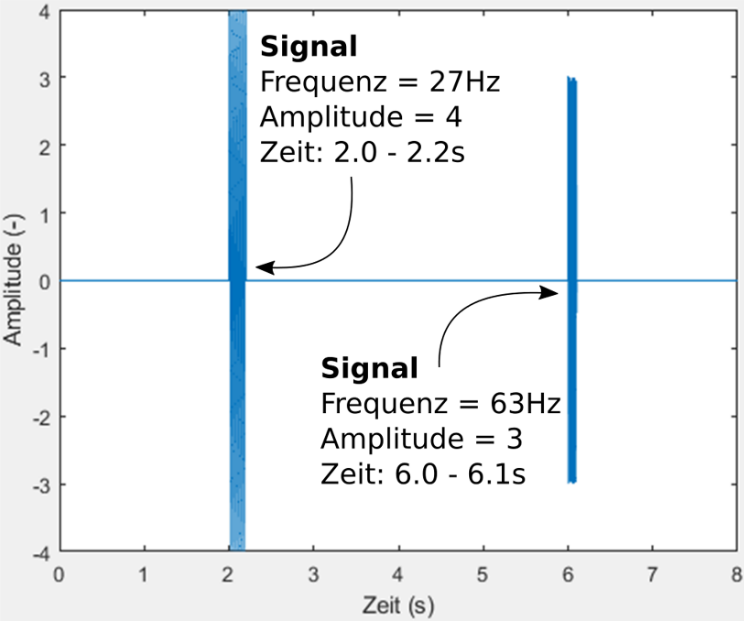 4
3
2
1
0
-1
-2
-3
-4
Amplitude (-)
Signal
Frequenz = 27Hz
Amplitude = 4
Zeit: 2.0 - 2.2s
Signal
Frequenz = 63Hz
Amplitude = 3
Zeit: 6.0 - 6.1s
0 1 2 3 4 5 6 7 8
Zeit (s)